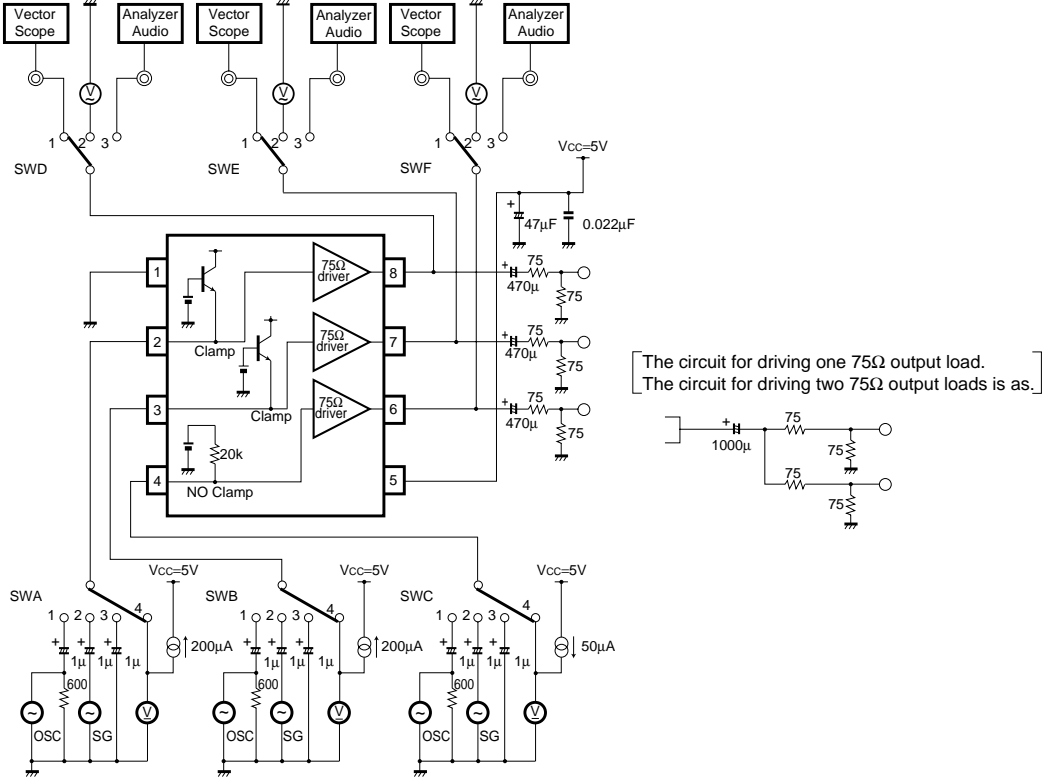 Vector Scope
Analyzer Audio
Vector Scope
Analyzer Audio
Vector Scope
Analyzer Audio
V
V
V
1 2 3
1 2 3
1 2 3
SWD
SWE
SWF
VCC=5V
+
47μF
0.022μF
1
75Ω driver
8
+
470μ
75
75
2
Clamp
75Ω driver
7
+
470μ
75
75
3
Clamp
75Ω driver
6
+
470μ
75
75
20k
4
NO Clamp
5
The circuit for driving one 75Ω output load.
The circuit for driving two 75Ω output loads is as.
+
1000μ
75
75
75
75
SWA
VCC=5V
1 2 3 4
+ + +
1μ 1μ 1μ
200μA
600
OSC
SG
V
SWB
VCC=5V
1 2 3 4
+ + +
1μ 1μ 1μ
200μA
600
OSC
SG
V
SWC
VCC=5V
1 2 3 4
+ + +
1μ 1μ 1μ
50μA
600
OSC
SG
V